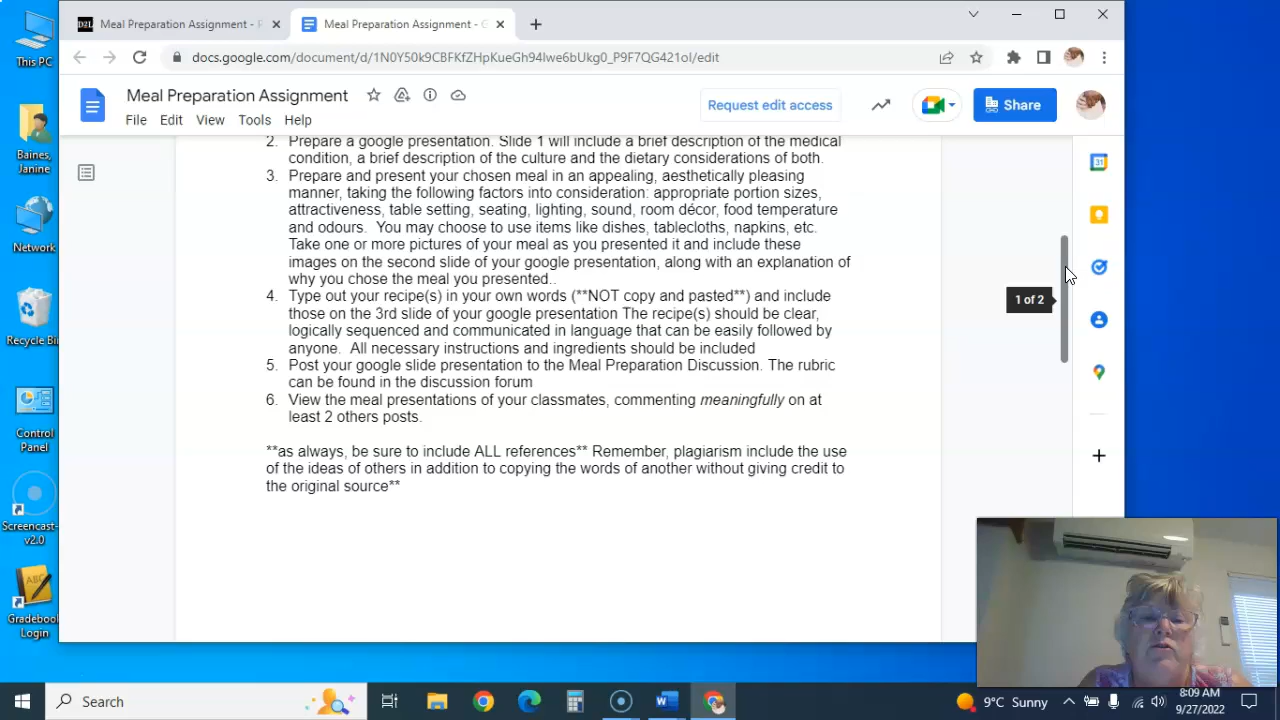 Meal Preparation Assignment - P
Meal Preparation Assignment - G
docs.google.com/document/d/1N0Y50k9CBFKfZHpKueGh94lwe6bUkg0_P9F7QG421oI/edit
Meal Preparation Assignment
Request edit access
Share
File Edit View Tools Help
2. Prepare a google presentation. Slide 1 will include a brief description of the medical
condition, a brief description of the culture and the dietary considerations of both.
3. Prepare and present your chosen meal in an appealing, aesthetically pleasing
manner, taking the following factors into consideration: appropriate portion sizes,
attractiveness, table setting, seating, lighting, sound, room décor, food temperature
and odours.  You may choose to use items like dishes, tablecloths, napkins, etc.
Take one or more pictures of your meal as you presented it and include these
images on the second slide of your google presentation, along with an explanation of
why you chose the meal you presented..
4. Type out your recipe(s) in your own words (**NOT copy and pasted**) and include
those on the 3rd slide of your google presentation The recipe(s) should be clear,
logically sequenced and communicated in language that can be easily followed by
anyone.  All necessary instructions and ingredients should be included
5. Post your google slide presentation to the Meal Preparation Discussion. The rubric
can be found in the discussion forum
6. View the meal presentations of your classmates, commenting meaningfully on at
least 2 others posts.
**as always, be sure to include ALL references** Remember, plagiarism include the use
of the ideas of others in addition to copying the words of another without giving credit to
the original source**
1 of 2
31
This PC
Baines,
Janine
Network
Recycle Bin
Control
Panel
Screencast-
v2.0
ABC
Gradebook
Login
D2L
Search
9°C Sunny
8:09 AM
9/27/2022